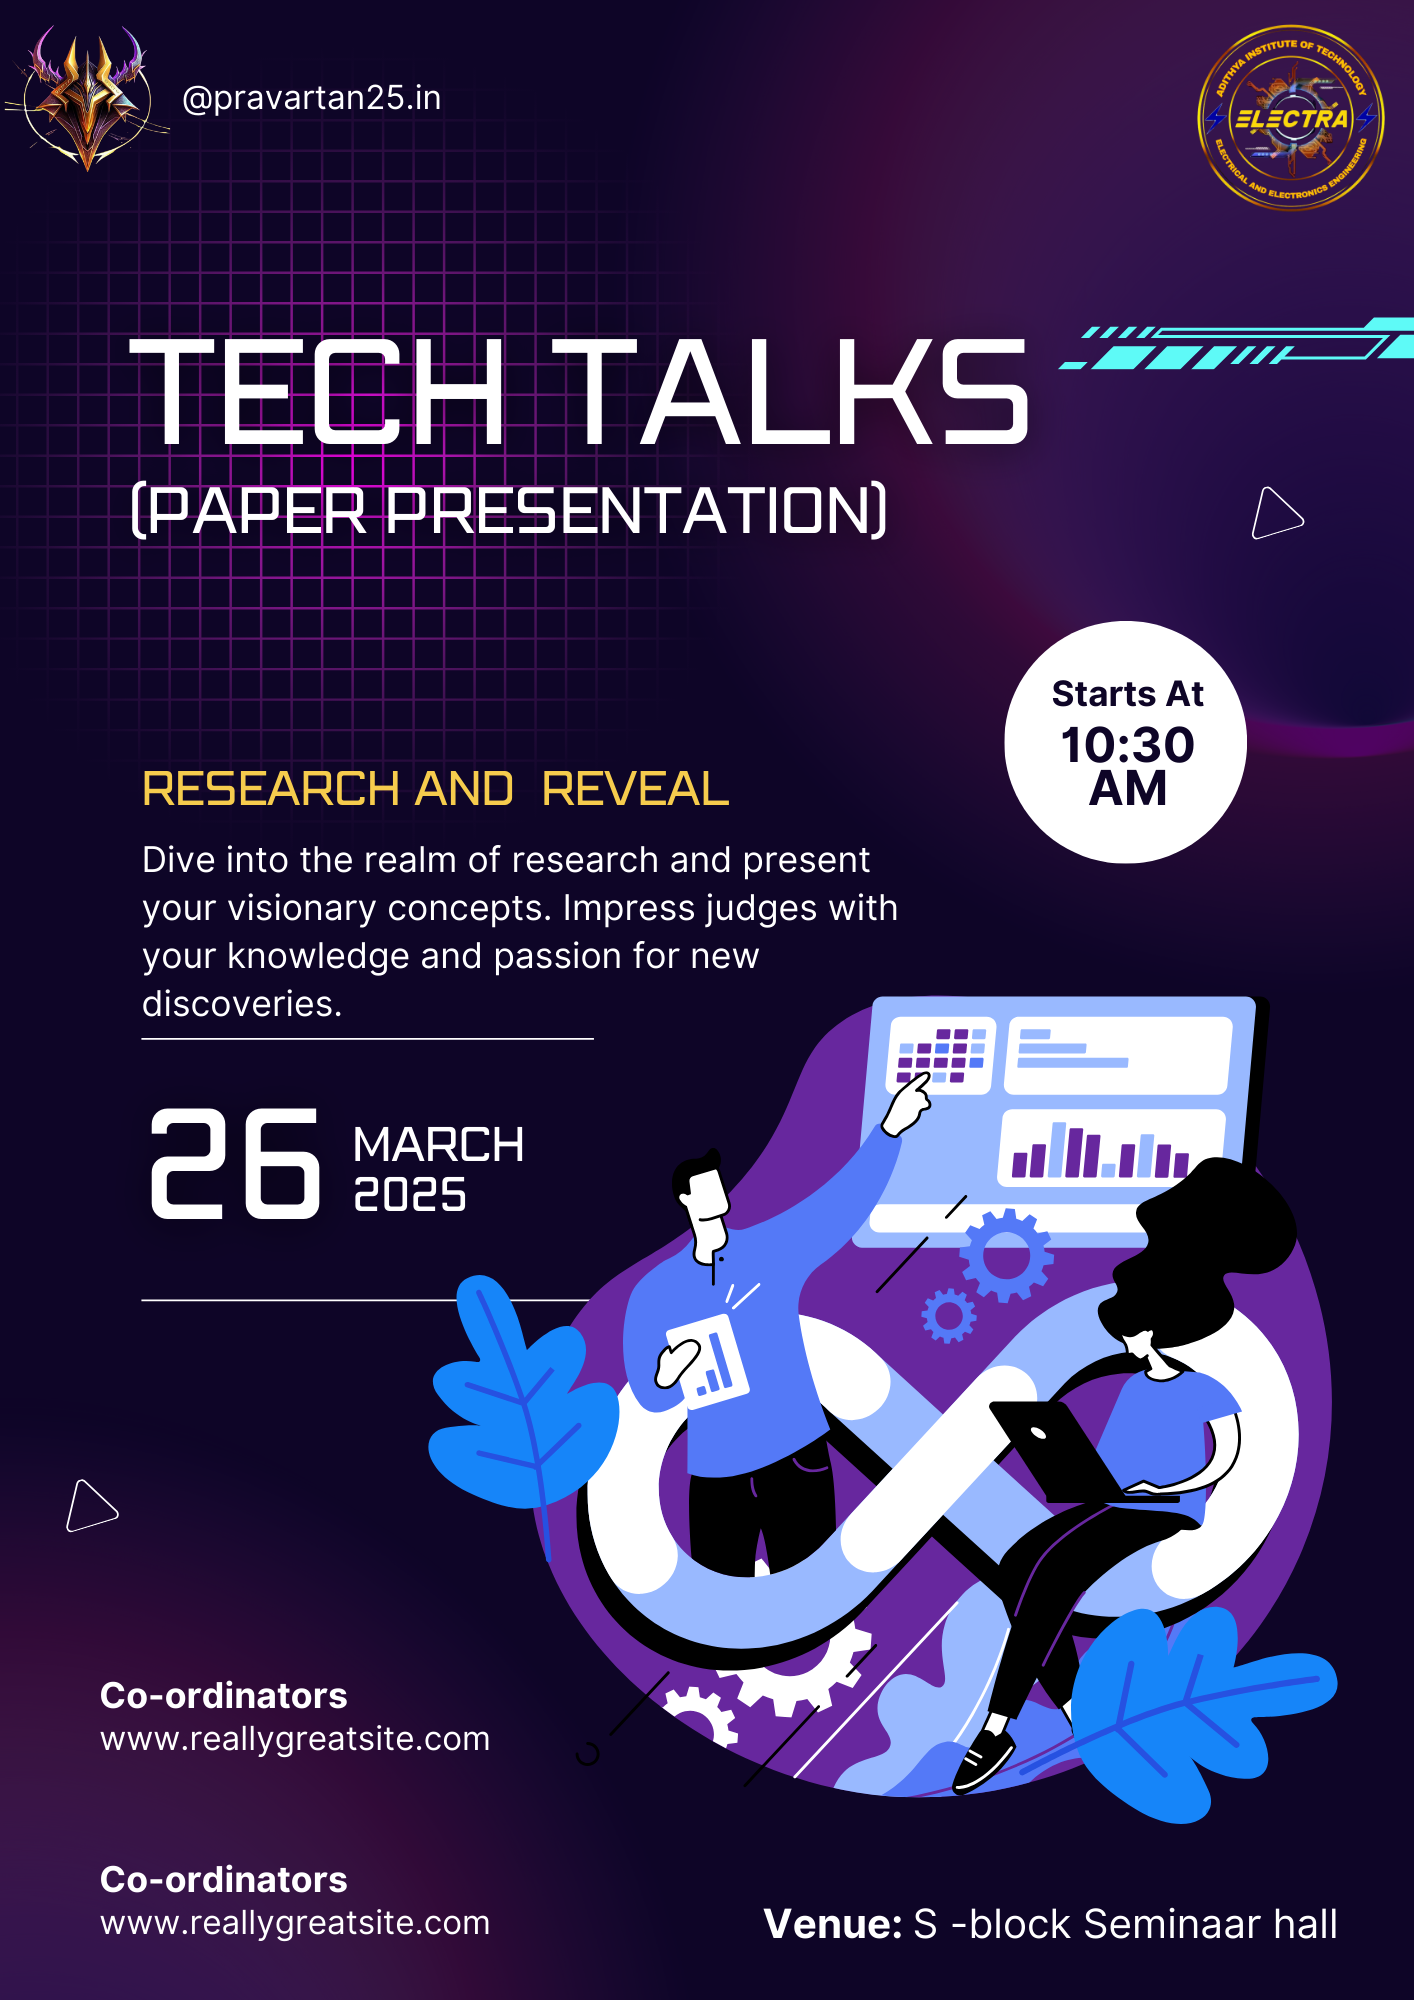 @pravartan25.in
ADITHYA INSTITUTE OF TECHNOLOGY
ELECTRA
ELECTRICAL AND ELECTRONICS ENGINEERING
TECH TALKS
(PAPER PRESENTATION)
Starts At
10:30
AM
RESEARCH AND  REVEAL
Dive into the realm of research and present
your visionary concepts. Impress judges with
your knowledge and passion for new
discoveries.
26
MARCH
2025
Co-ordinators
www.reallygreatsite.com
Co-ordinators
www.reallygreatsite.com
Venue: S -block Seminaar hall